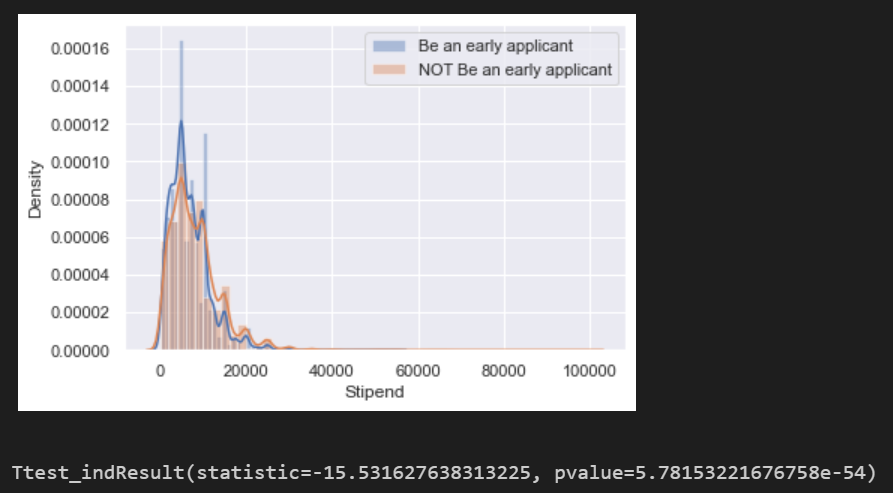 Be an early applicant
NOT Be an early applicant
0.00016
0.00014
0.00012
0.00010
0.00008
0.00006
0.00004
0.00002
0.00000
Density
0 20000 40000 60000 80000 100000
Stipend
Ttest_indResult(statistic=-15.531627638313225, pvalue=5.78153221676758e-54)